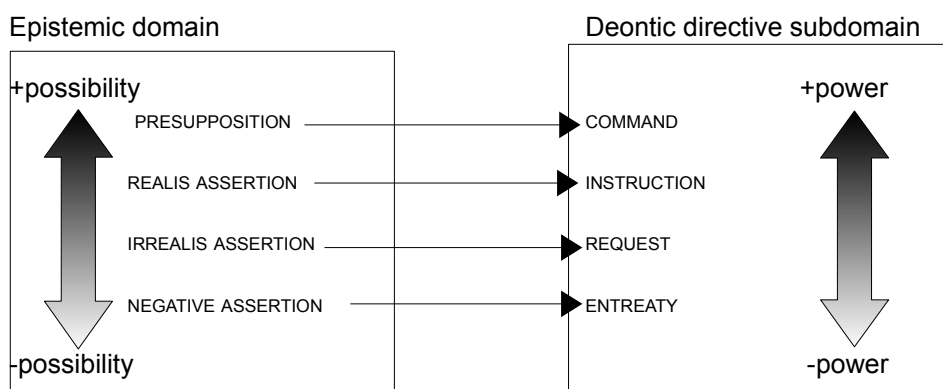 Epistemic domain Deontic directive subdomain
+possibility +power
PRESUPPOSITION COMMAND
REALIS ASSERTION INSTRUCTION
IRREALIS ASSERTION REQUEST
NEGATIVE ASSERTION ENTREATY
-possibility -power